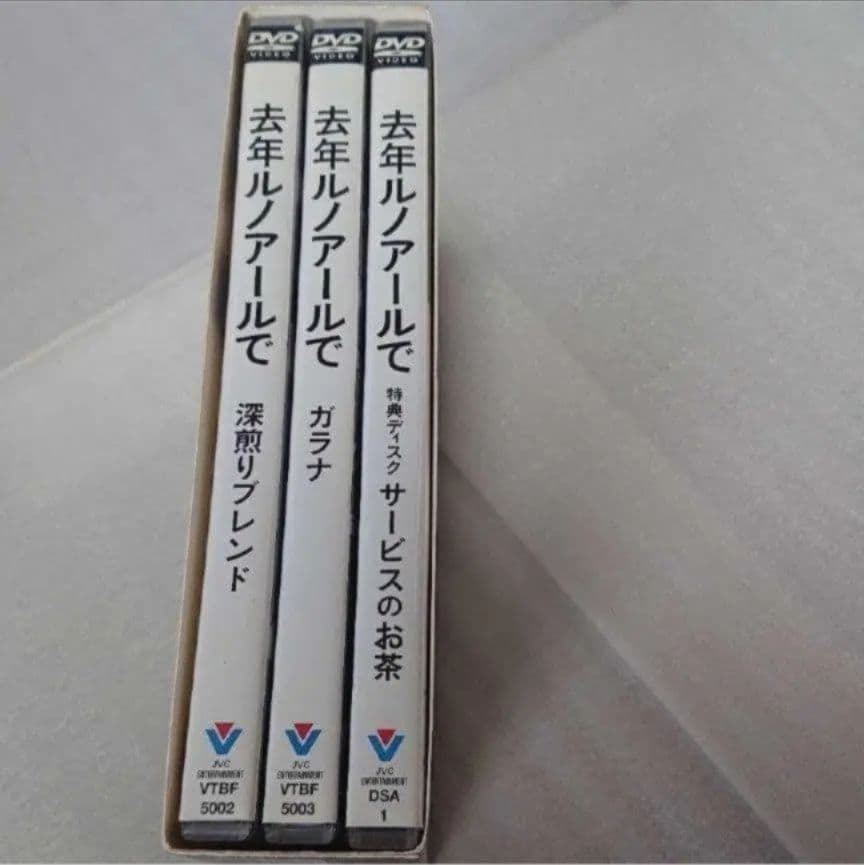 DVD
VIDEO
去年ルノアールで
深煎りブレンド
JVC
ENTERTAINMENT
VTBF
5002
DVD
VIDEO
去年ルノアールで
ガラナ
JVC
ENTERTAINMENT
VTBF
5003
DVD
VIDEO
去年ルノアールで
特典ディスク サービスのお茶
JVC
ENTERTAINMENT
DSA
1